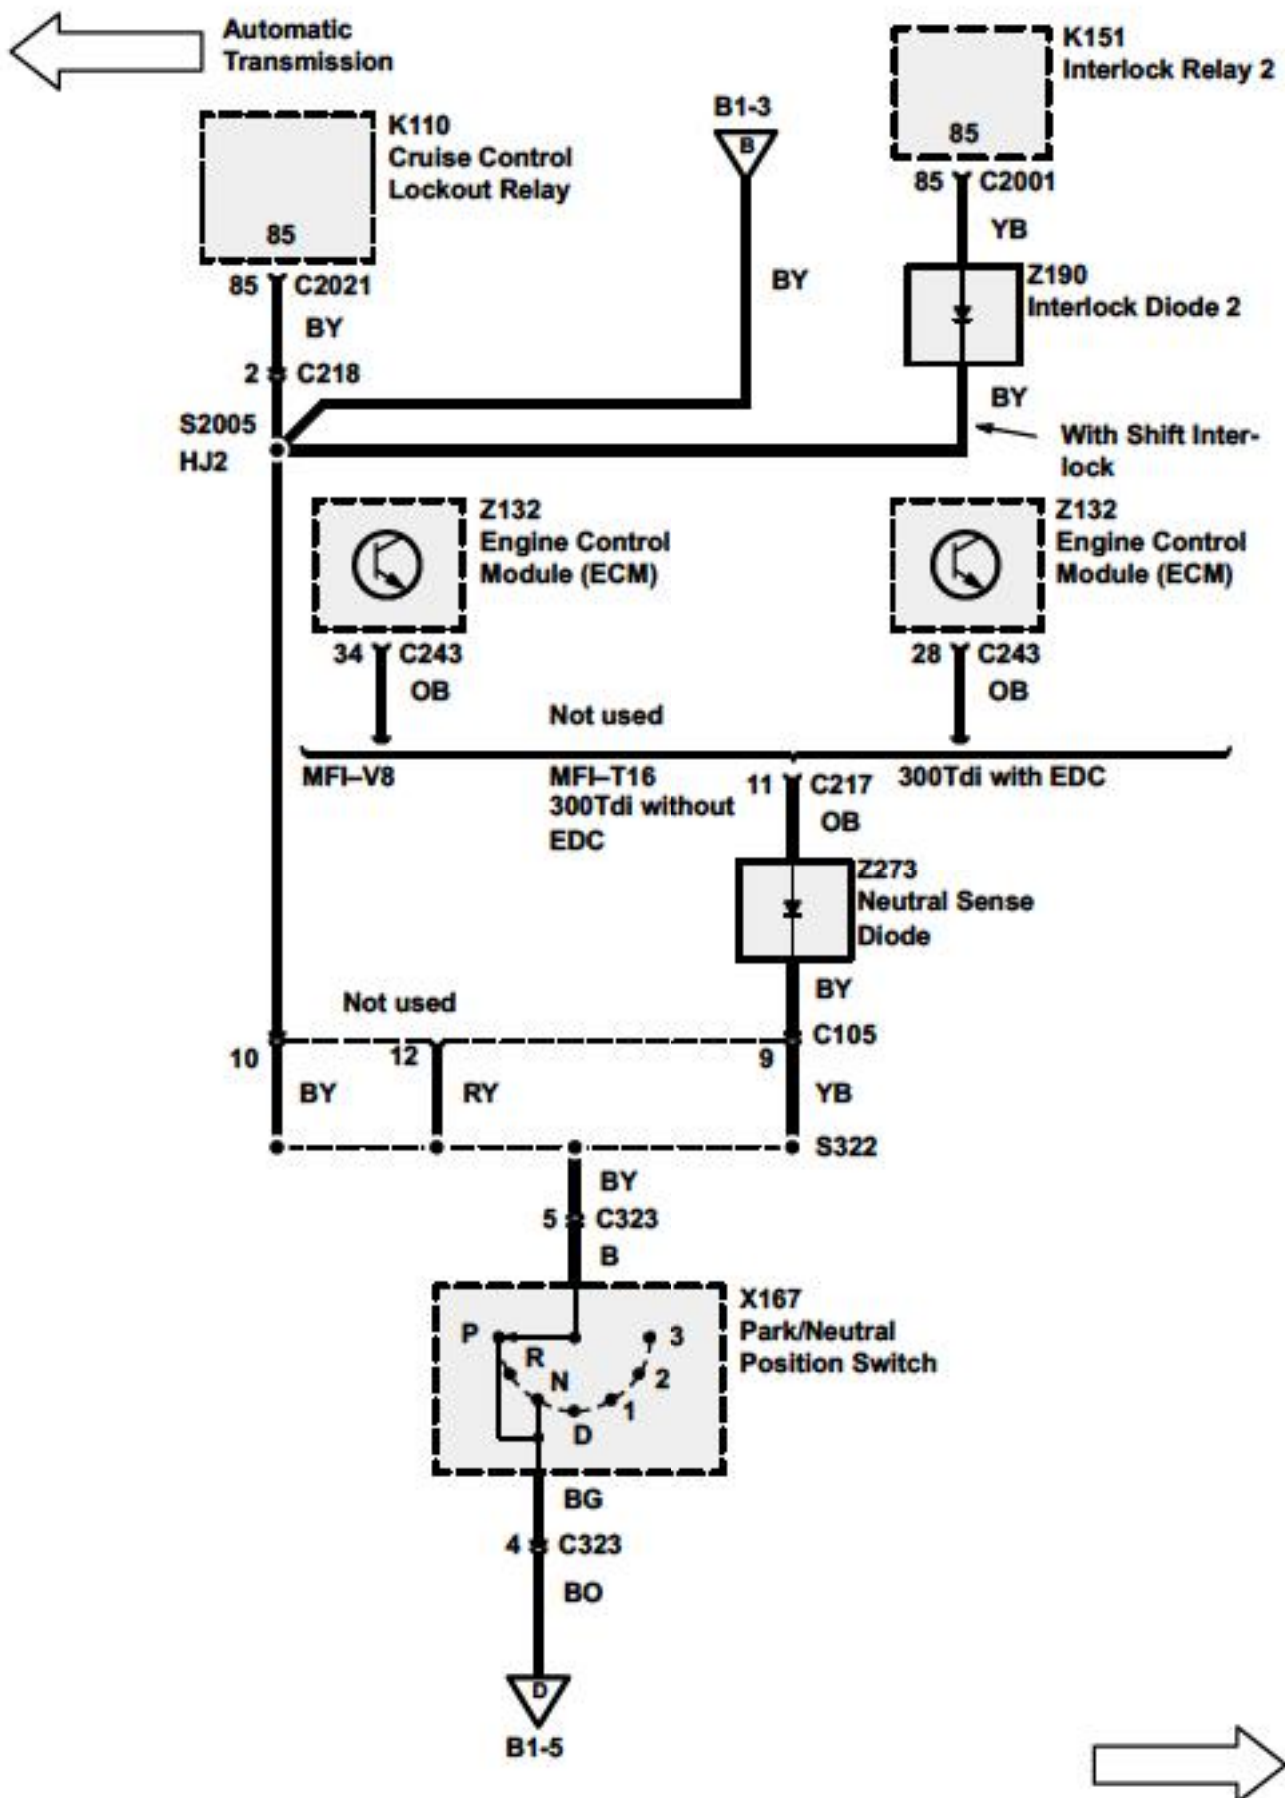 Automatic
Transmission
K151
Interlock Relay 2
85
85 C2001
YB
Z190
Interlock Diode 2
BY
With Shift Inter-
lock
B1-3
B
BY
K110
Cruise Control
Lockout Relay
85
85 C2021
BY
2 C218
S2005
HJ2
Z132
Engine Control
Module (ECM)
34 C243
OB
Z132
Engine Control
Module (ECM)
28 C243
OB
Not used
MFI–V8
MFI–T16
300Tdi without
EDC
11 C217
OB
300Tdi with EDC
Z273
Neutral Sense
Diode
BY
Not used
C105
10
12
9
BY
RY
YB
S322
BY
5 C323
B
X167
Park/Neutral
Position Switch
P
R
N
D
1
2
3
BG
4 C323
BO
D
B1-5